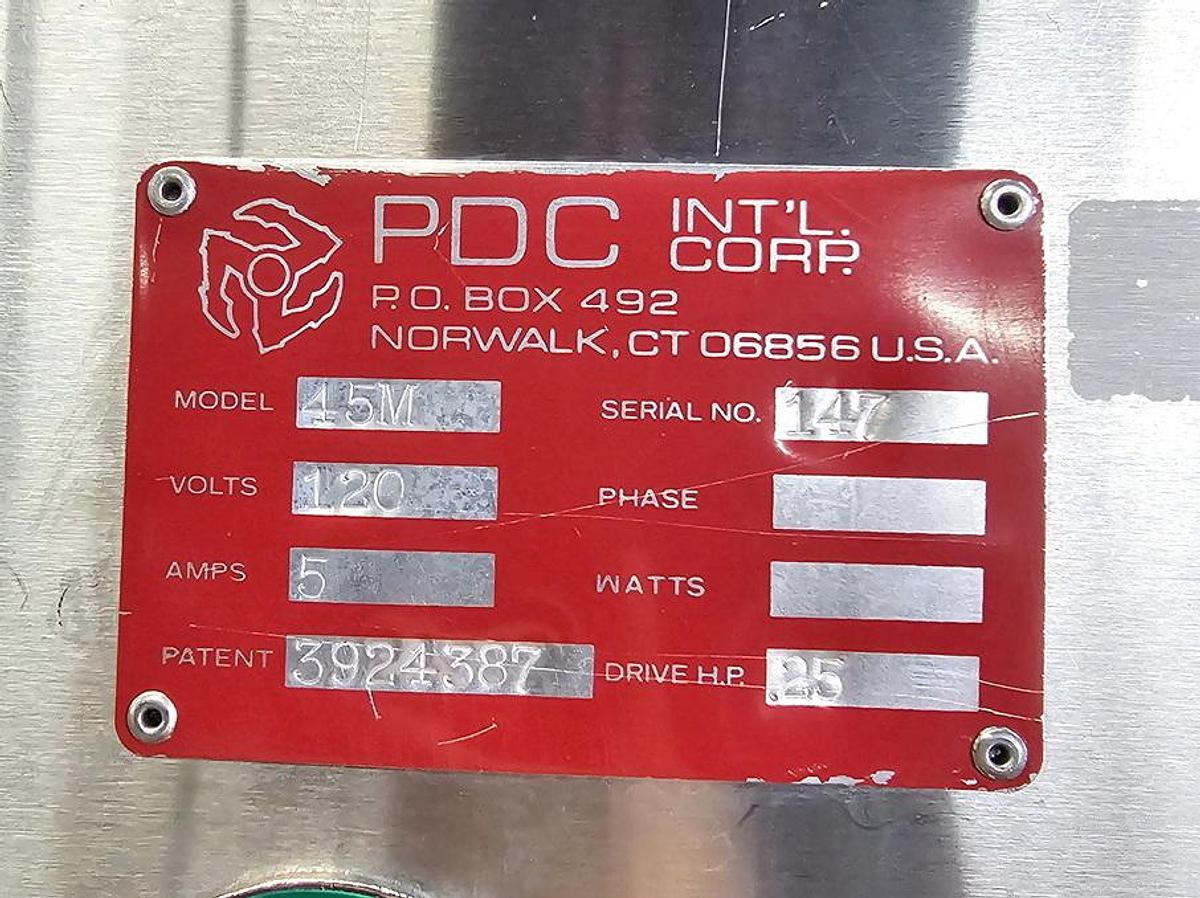 PDC INT'L. CORP.
P.O. BOX 492
NORWALK, CT 06856 U.S.A.
MODEL 45M SERIAL NO. 147
VOLTS 120 PHASE
AMPS 5 WATTS
PATENT 3924387 DRIVE H.P. .25